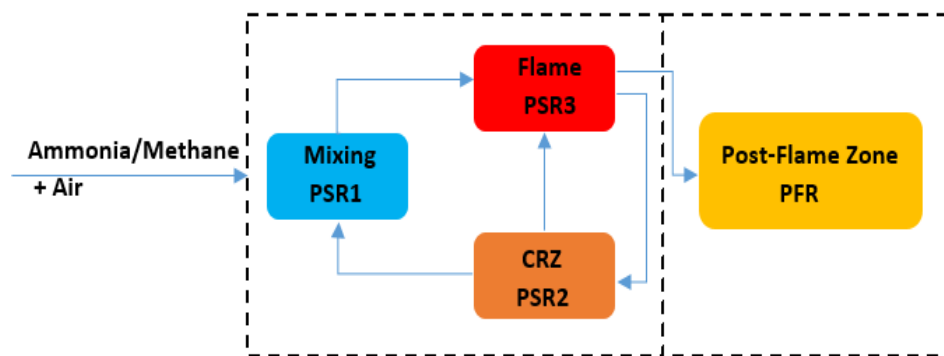 Ammonia/Methane
+ Air
Mixing
PSR1
Flame
PSR3
CRZ
PSR2
Post-Flame Zone
PFR